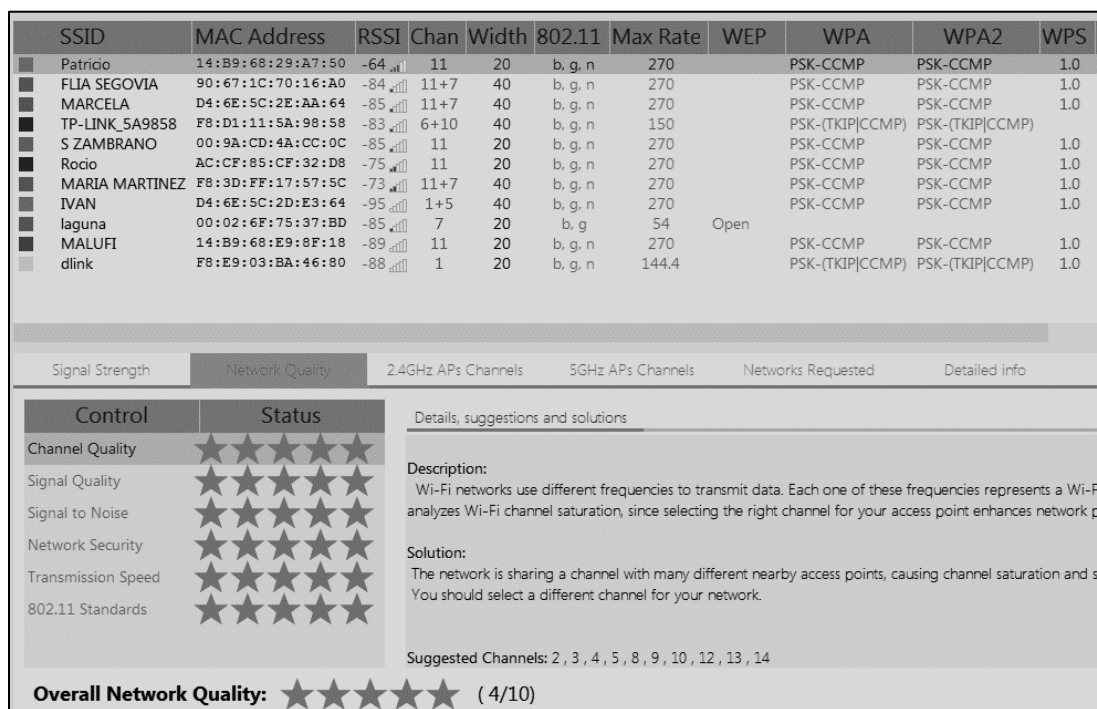 SSID MAC Address RSSI Chan Width 802.11 Max Rate WEP WPA WPA2 WPS
Patricio 14:B9:68:29:A7:50 -64 11 20 b, g, n 270 PSK-CCMP PSK-CCMP 1.0
FLIA SEGOVIA 90:67:1C:70:16:A0 -84 11+7 40 b, g, n 270 PSK-CCMP PSK-CCMP 1.0
MARCELA D4:6E:5C:2E:AA:64 -85 11+7 40 b, g, n 270 PSK-CCMP PSK-CCMP 1.0
TP-LINK_5A9858 F8:D1:11:5A:98:58 -83 6+10 40 b, g, n 150 PSK-(TKIP|CCMP) PSK-(TKIP|CCMP)
S ZAMBRANO 00:9A:CD:4A:CC:0C -85 11 20 b, g, n 270 PSK-CCMP PSK-CCMP 1.0
Rocio AC:CF:85:CF:32:D8 -75 11 20 b, g, n 270 PSK-CCMP PSK-CCMP 1.0
MARIA MARTINEZ F8:3D:FF:17:57:5C -73 11+7 40 b, g, n 270 PSK-CCMP PSK-CCMP 1.0
IVAN D4:6E:5C:2D:E3:64 -95 1+5 40 b, g, n 270 PSK-CCMP PSK-CCMP 1.0
laguna 00:02:6F:75:37:BD -85 7 20 b, g 54 Open
MALUFI 14:B9:68:E9:8F:18 -89 11 20 b, g, n 270 PSK-CCMP PSK-CCMP 1.0
dlink F8:E9:03:BA:46:80 -88 1 20 b, g, n 144.4 PSK-(TKIP|CCMP) PSK-(TKIP|CCMP) 1.0
Signal Strength Network Quality 2.4GHz APs Channels 5GHz APs Channels Networks Requested Detailed info
Control Status
Channel Quality
Signal Quality
Signal to Noise
Network Security
Transmission Speed
802.11 Standards
Details, suggestions and solutions
Description:
Wi-Fi networks use different frequencies to transmit data. Each one of these frequencies represents a Wi-F
analyzes Wi-Fi channel saturation, since selecting the right channel for your access point enhances network p
Solution:
The network is sharing a channel with many different nearby access points, causing channel saturation and s
You should select a different channel for your network.
Suggested Channels: 2 , 3 , 4 , 5 , 8 , 9 , 10 , 12 , 13 , 14
Overall Network Quality: ( 4/10)